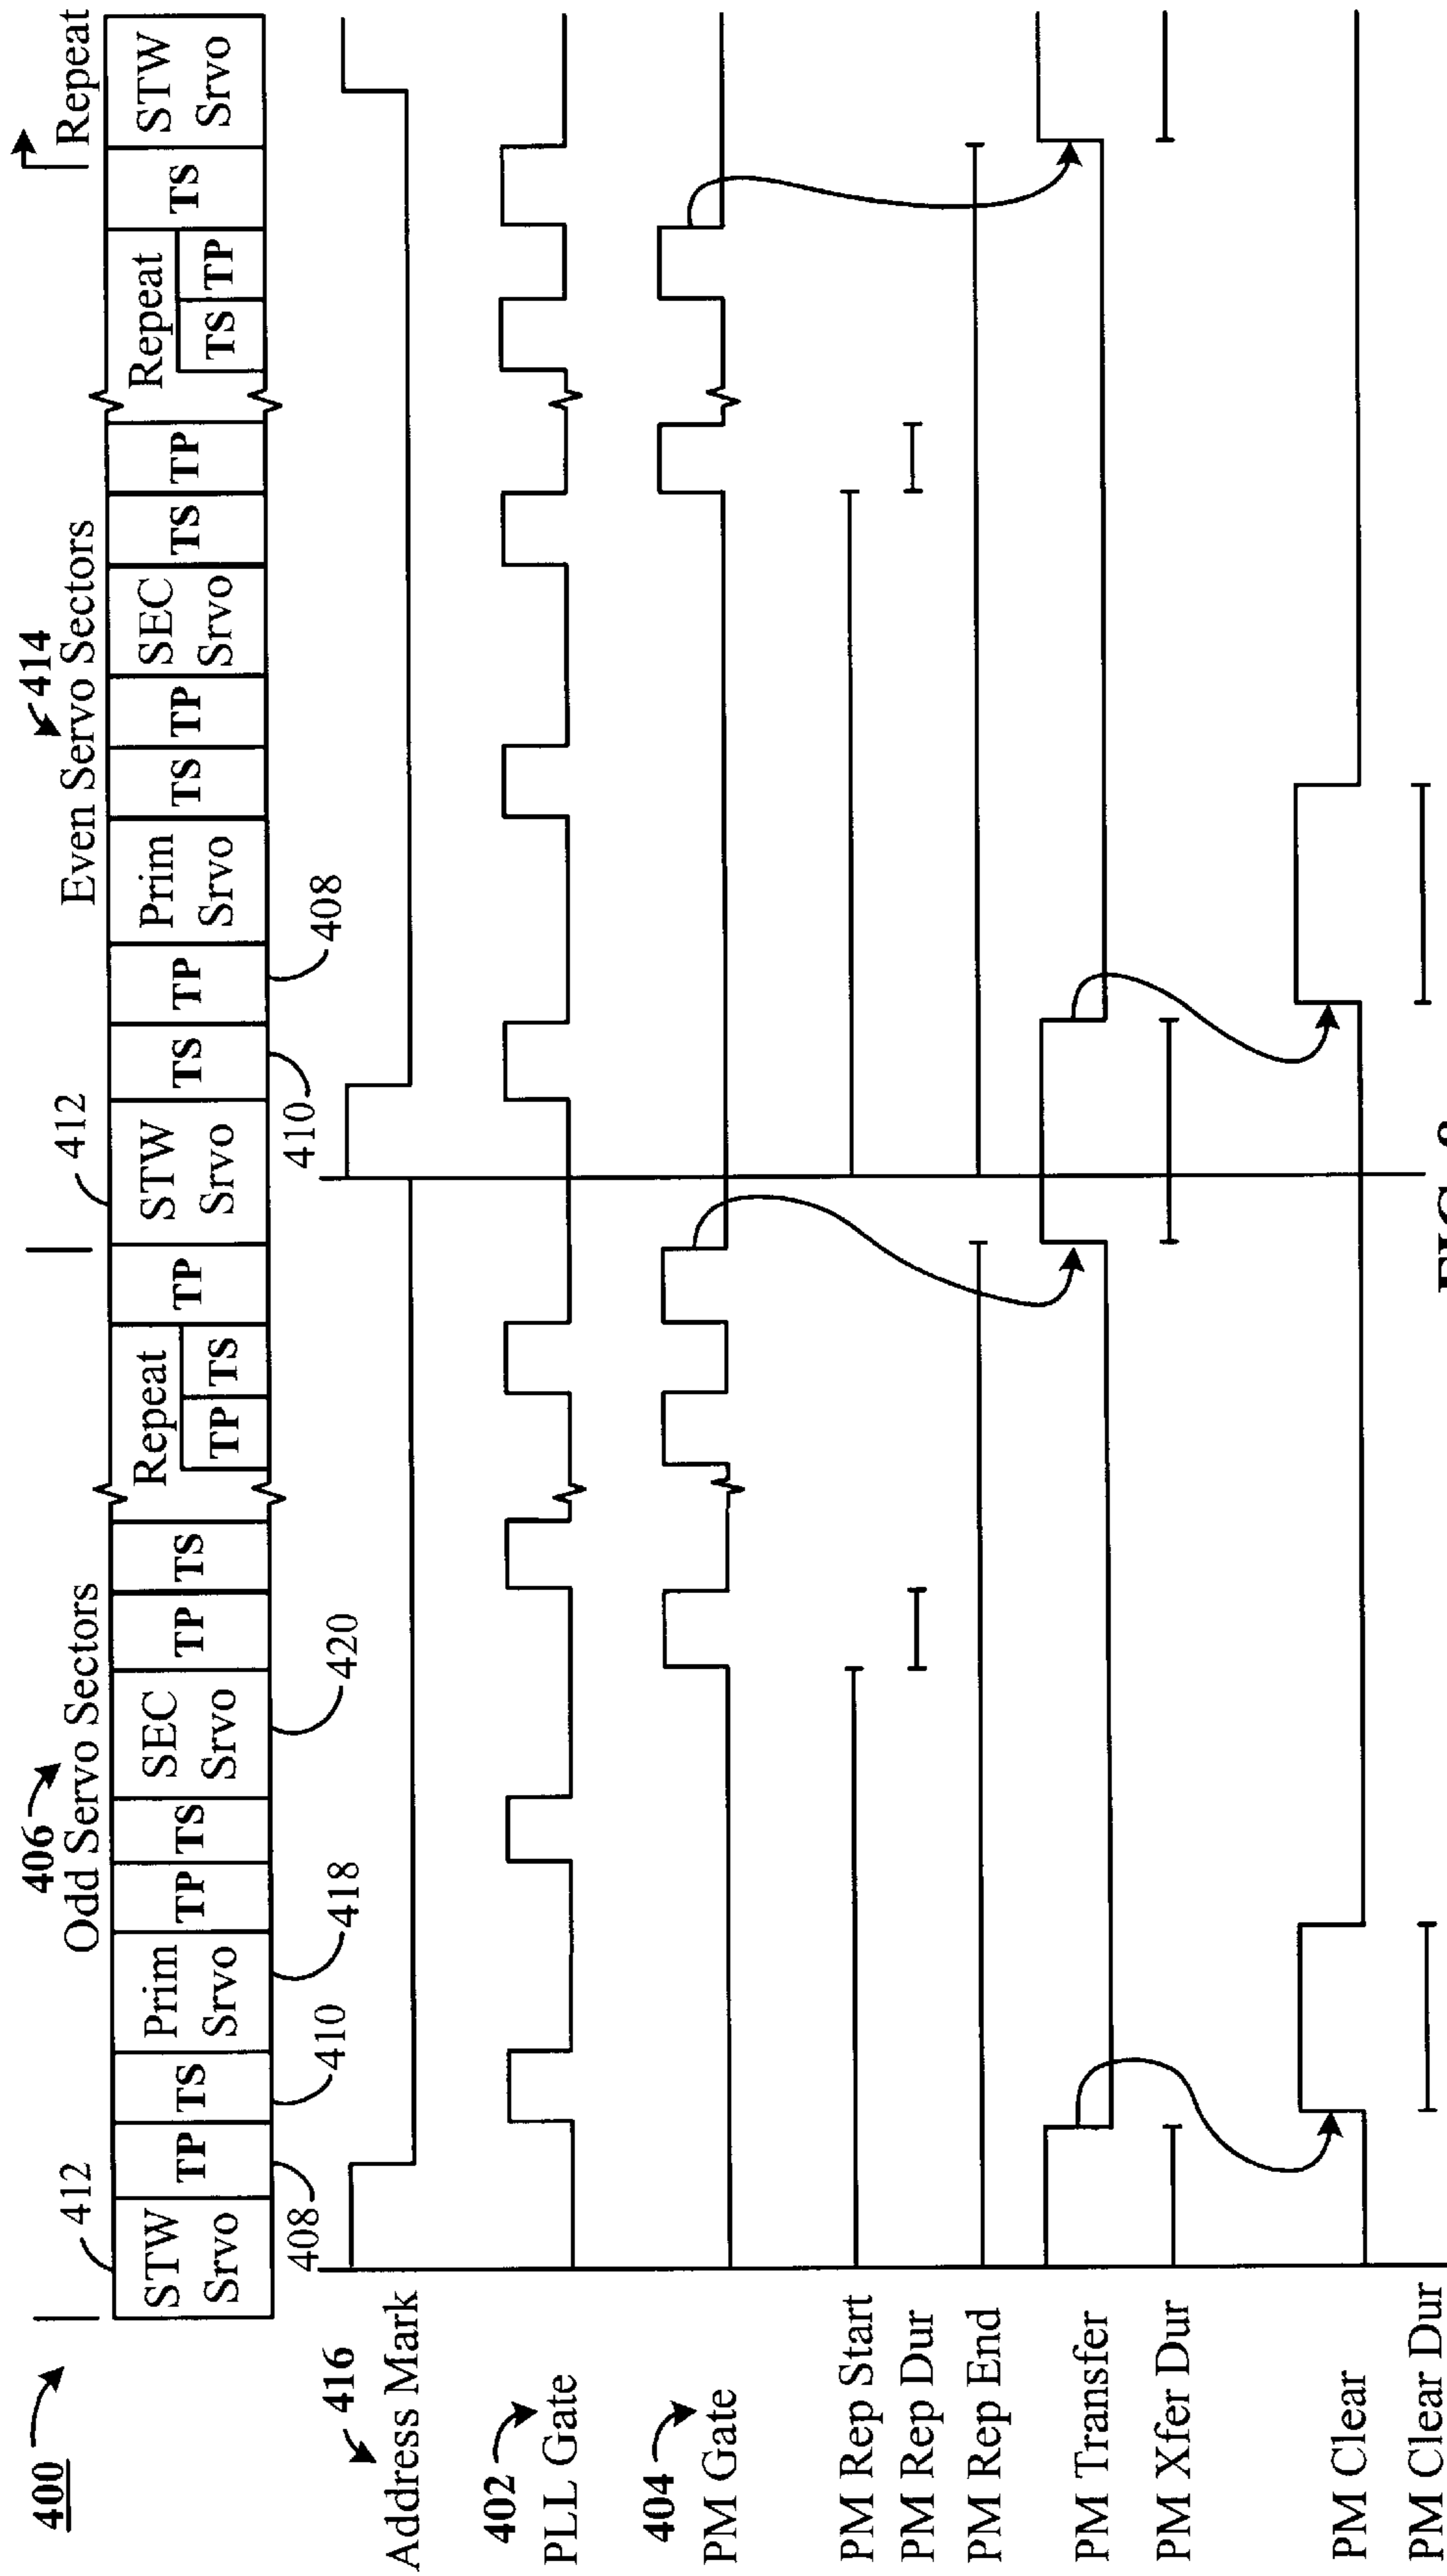 400
412
406
Odd Servo Sectors
412
414
Even Servo Sectors
Repeat
STW Srvo
TP
TS
Prim Srvo
TP
TS
SEC Srvo
TP
TS
Repeat
TP
TS
TP
STW Srvo
TS
TP
Prim Srvo
TS
TP
SEC Srvo
TS
TP
Repeat
TS
TP
TS
STW Srvo
408
410
418
420
410
408
416
Address Mark
402
PLL Gate
404
PM Gate
PM Rep Start
PM Rep Dur
PM Rep End
PM Transfer
PM Xfer Dur
PM Clear
PM Clear Dur
FIG.